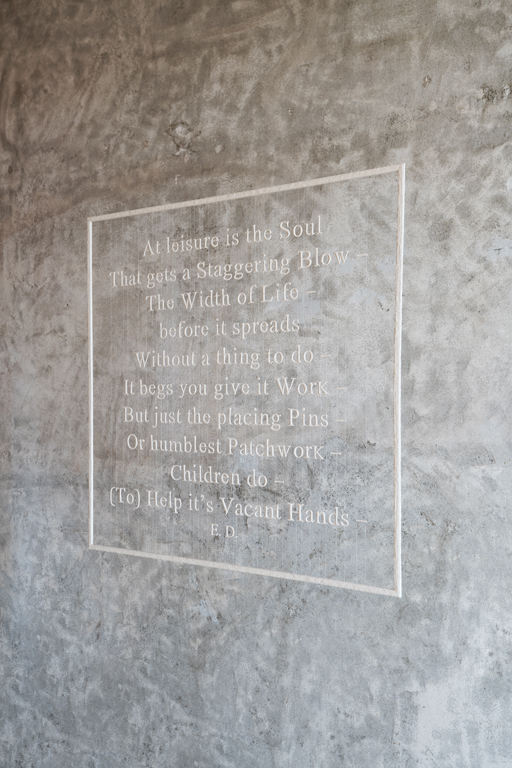 At leisure is the Soul
That gets a Staggering Blow –
The Width of Life –
before it spreads
Without a thing to do –
It begs you give it Work –
But just the placing Pins –
Or humblest Patchwork –
Children do –
(To) Help it's Vacant Hands –
E. D.